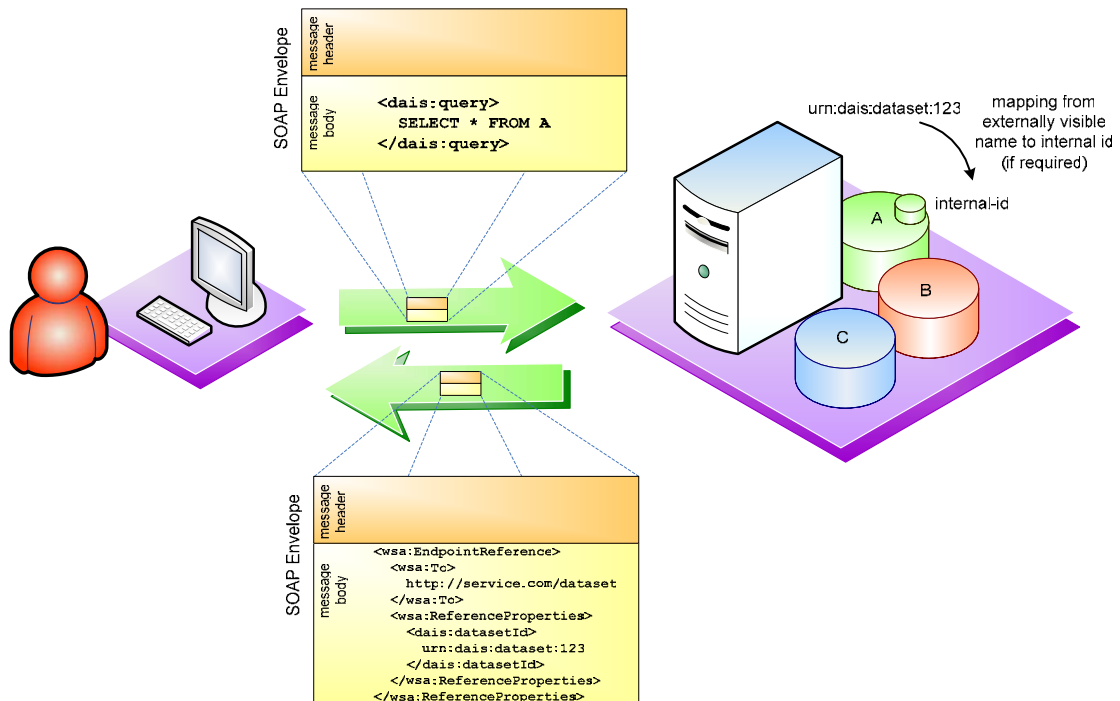 SOAP Envelope
message
header
message
body
<dais:query>
SELECT * FROM A
</dais:query>
urn:dais:dataset:123
mapping from
externally visible
name to internal id
(if required)
internal-id
A
B
C
SOAP Envelope
message
header
message
body
<wsa:EndpointReference>
<wsa:To>
http://service.com/dataset
</wsa:To>
<wsa:ReferenceProperties>
<dais:datasetId>
urn:dais:dataset:123
</dais:datasetId>
</wsa:ReferenceProperties>
</wsa:ReferenceProperties>